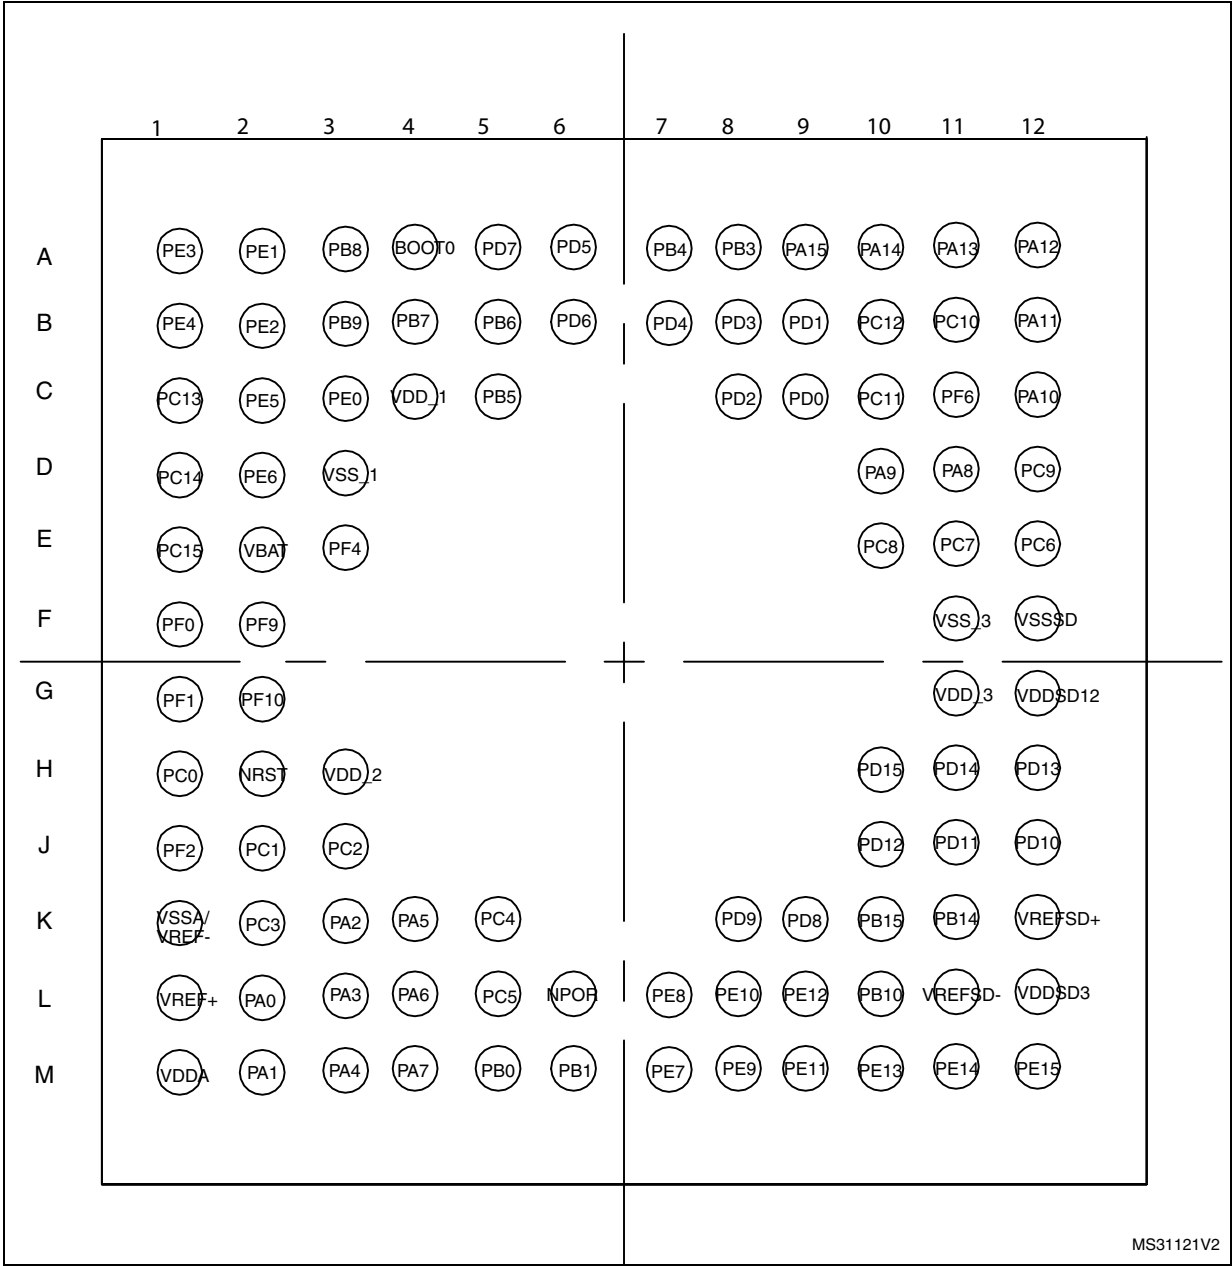 1 2 3 4 5 6 7 8 9 10 11 12
A PE3 PE1 PB8 BOOT0 PD7 PD5 PB4 PB3 PA15 PA14 PA13 PA12
B PE4 PE2 PB9 PB7 PB6 PD6 PD4 PD3 PD1 PC12 PC10 PA11
C PC13 PE5 PE0 VDD_1 PB5 PD2 PD0 PC11 PF6 PA10
D PC14 PE6 VSS_1 PA9 PA8 PC9
E PC15 VBAT PF4 PC8 PC7 PC6
F PF0 PF9 VSS_3 VSSSD
G PF1 PF10 VDD_3 VDDSD12
H PC0 NRST VDD_2 PD15 PD14 PD13
J PF2 PC1 PC2 PD12 PD11 PD10
K VSSA/ VREF- PC3 PA2 PA5 PC4 PD9 PD8 PB15 PB14 VREFSD+
L VREF+ PA0 PA3 PA6 PC5 NPOR PE8 PE10 PE12 PB10 VREFSD- VDDSD3
M VDDA PA1 PA4 PA7 PB0 PB1 PE7 PE9 PE11 PE13 PE14 PE15
MS31121V2